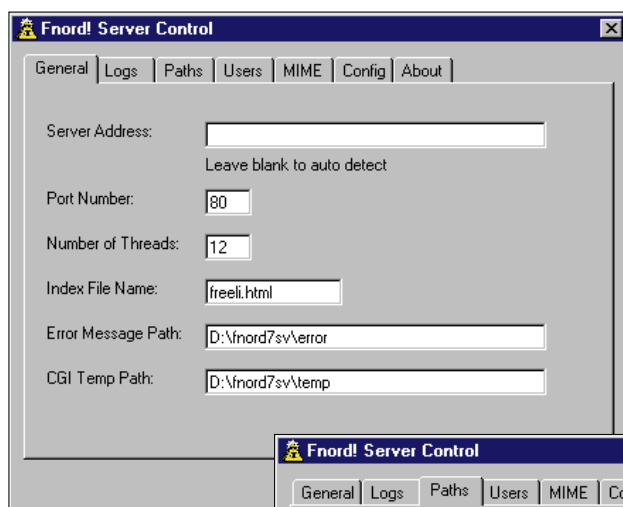 Fnord! Server Control
General Logs Paths Users MIME Config About
Server Address:
Leave blank to auto detect
Port Number: 80
Number of Threads: 12
Index File Name: freeli.html
Error Message Path: D:\fnord7sv\error
CGI Temp Path: D:\fnord7sv\temp
Fnord! Server Control
General Logs Paths Users MIME